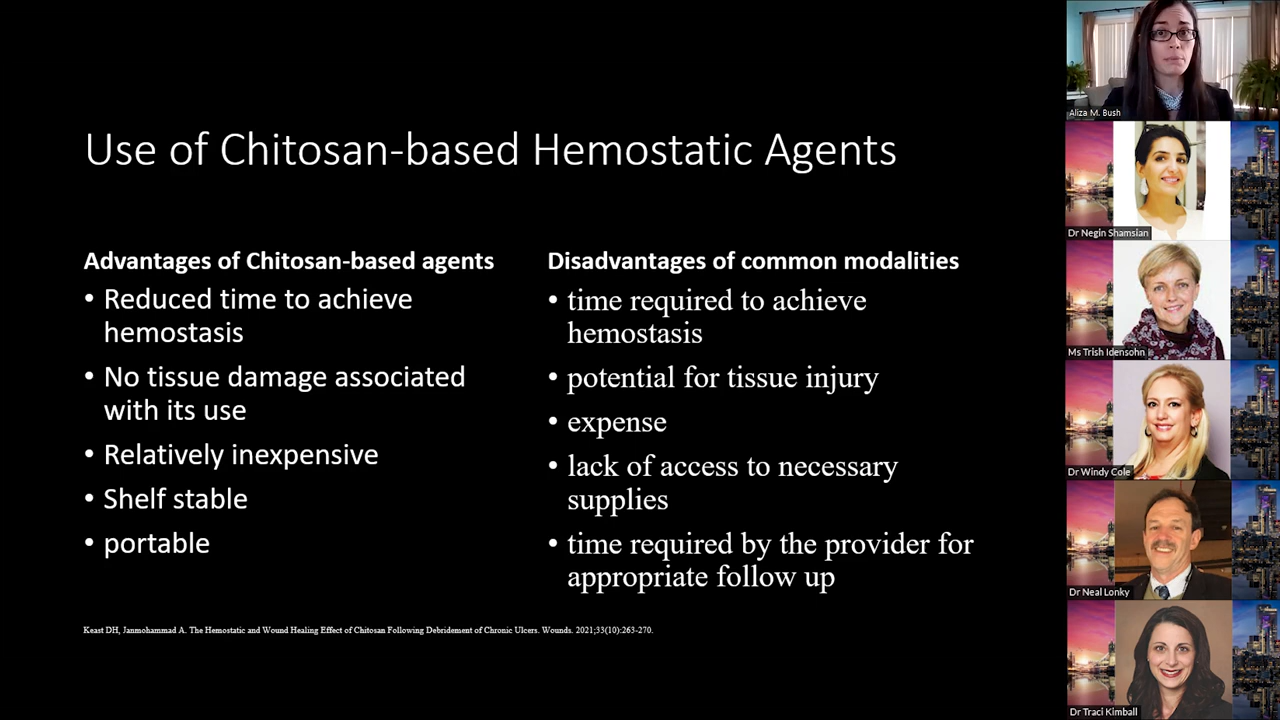 Use of Chitosan-based Hemostatic Agents
Advantages of Chitosan-based agents
• Reduced time to achieve
hemostasis
• No tissue damage associated
with its use
• Relatively inexpensive
• Shelf stable
• portable
Disadvantages of common modalities
• time required to achieve
hemostasis
• potential for tissue injury
• expense
• lack of access to necessary
supplies
• time required by the provider for
appropriate follow up
Keast DH, Janmohammad A. The Hemostatic and Wound Healing Effect of Chitosan Following Debridement of Chronic Ulcers. Wounds. 2021;33(10):263-270.
Aliza M. Bush
Dr Negin Shamsian
Ms Trish Idensohn
Dr Windy Cole
Dr Neal Lonky
Dr Traci Kimball